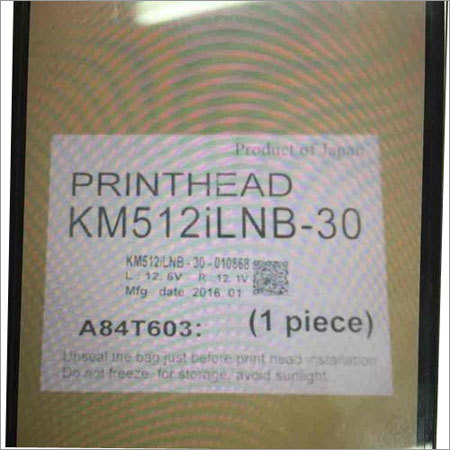 Product of Japan
PRINTHEAD
KM512iLNB-30
KM512iLNB - 30 - 010868
L : 12. 6V R : 12. 1V
Mfg. date 2016. 01
A84T603: (1 piece)
Unseal the bag just before print head installation.
Do not freeze for storage, avoid sunlight.